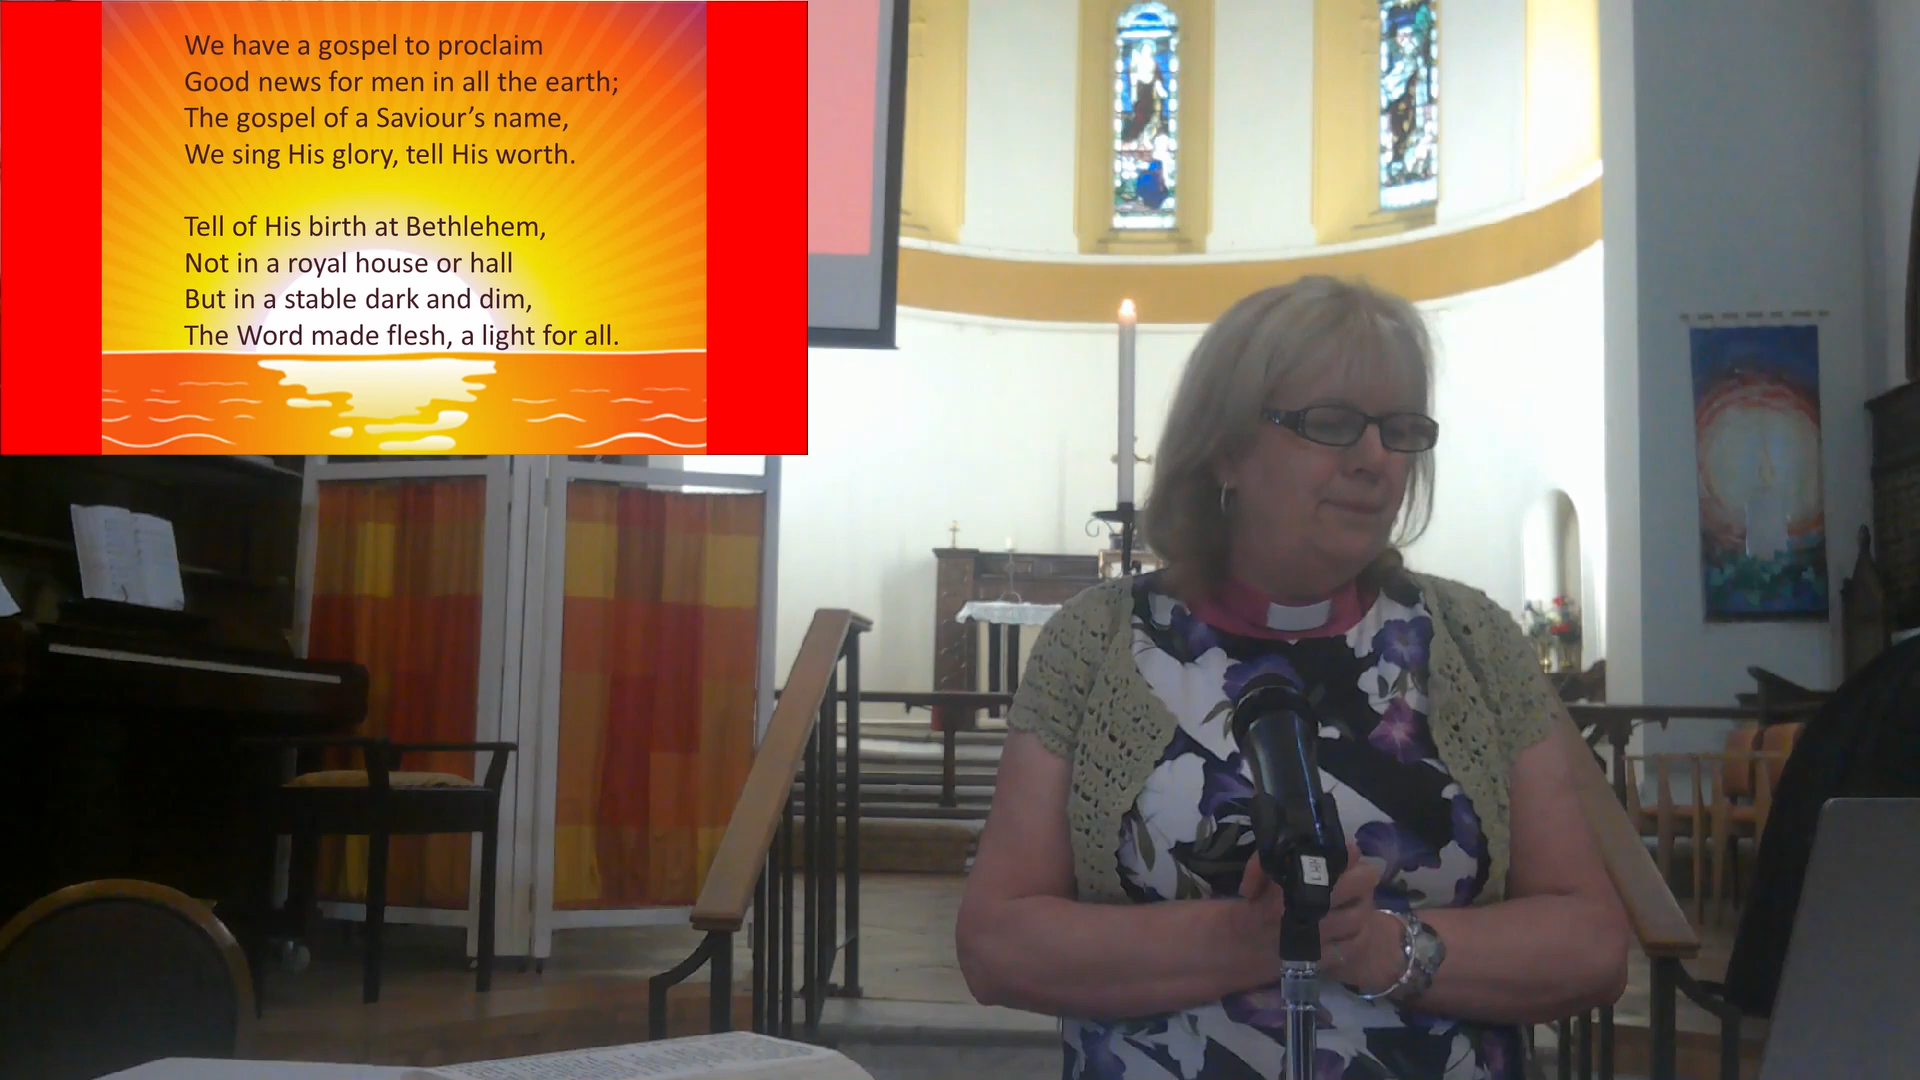 We have a gospel to proclaim
Good news for men in all the earth;
The gospel of a Saviour’s name,
We sing His glory, tell His worth.
Tell of His birth at Bethlehem,
Not in a royal house or hall
But in a stable dark and dim,
The Word made flesh, a light for all.